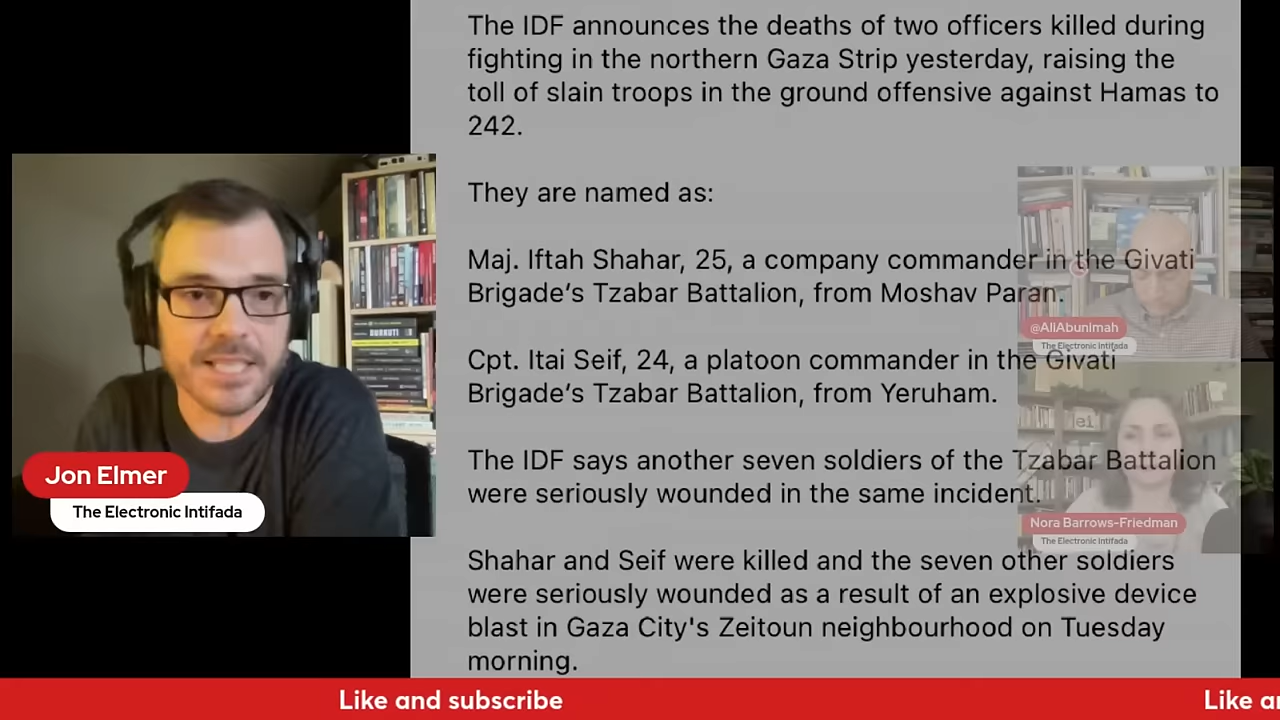 The IDF announces the deaths of two officers killed during
fighting in the northern Gaza Strip yesterday, raising the
toll of slain troops in the ground offensive against Hamas to
242.
They are named as:
Maj. Iftah Shahar, 25, a company commander in the Givati
Brigade's Tzabar Battalion, from Moshav Paran.
Cpt. Itai Seif, 24, a platoon commander in the Givati
Brigade's Tzabar Battalion, from Yeruham.
The IDF says another seven soldiers of the Tzabar Battalion
were seriously wounded in the same incident.
Shahar and Seif were killed and the seven other soldiers
were seriously wounded as a result of an explosive device
blast in Gaza City's Zeitoun neighbourhood on Tuesday
morning.
Jon Elmer
The Electronic Intifada
@AliAbunimah
The Electronic Intifada
Nora Barrows-Friedman
The Electronic Intifada
Like and subscribe
Like a